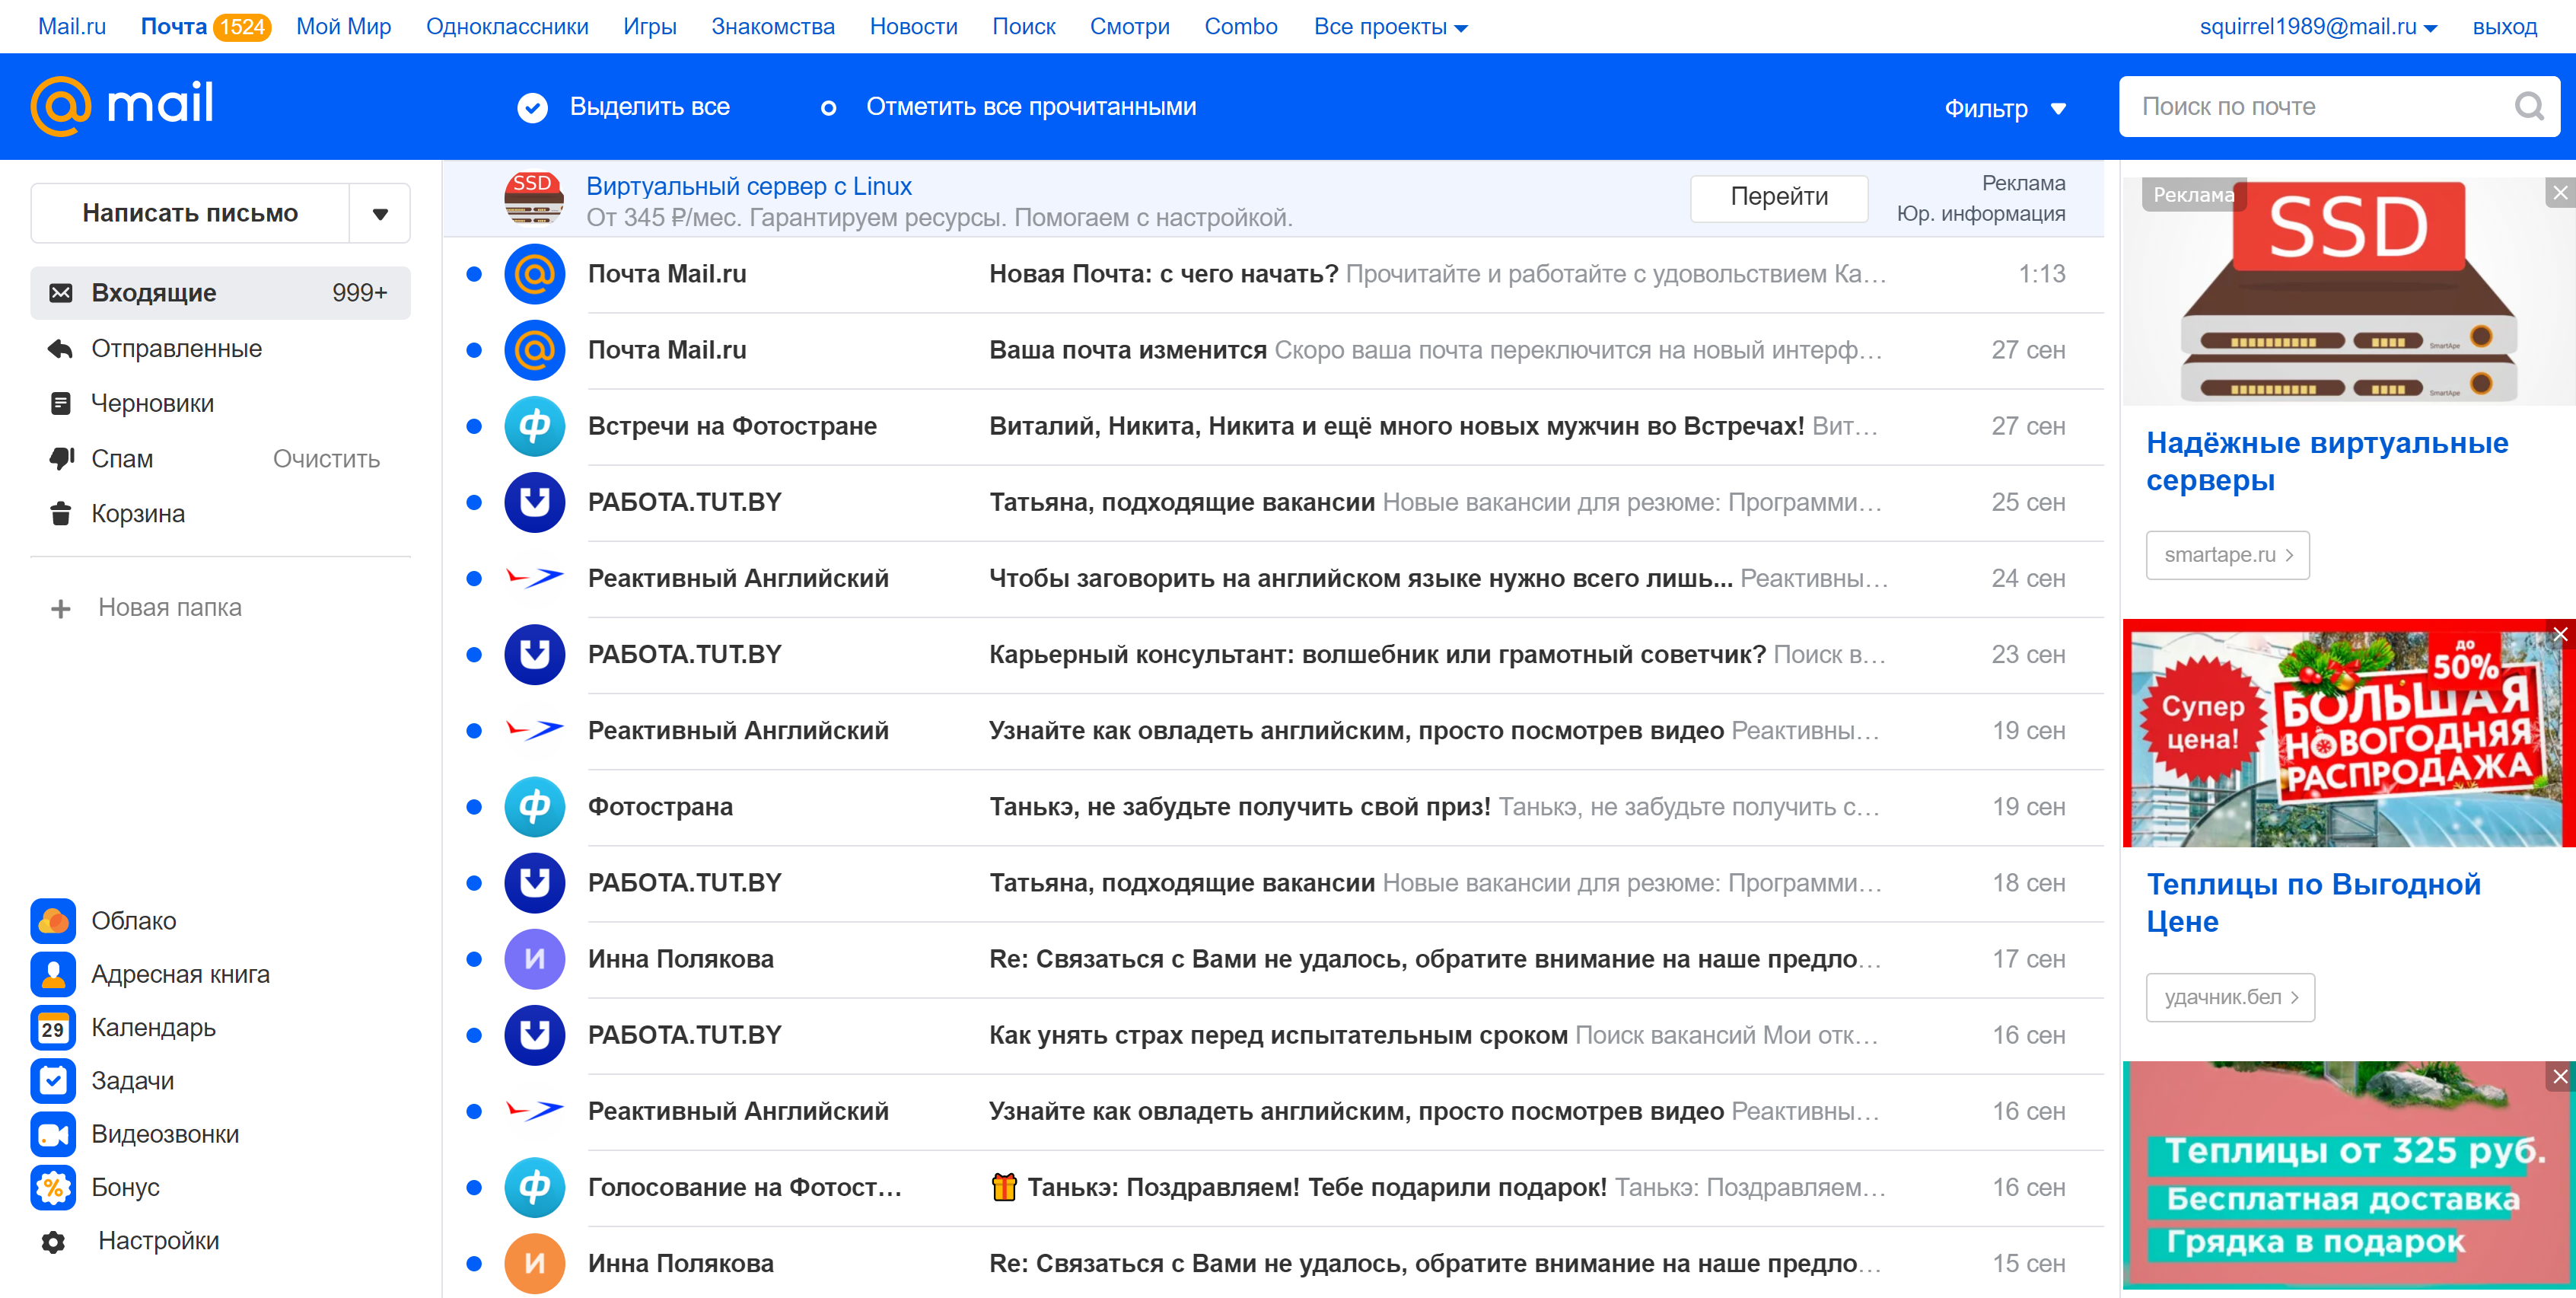 Mail.ru Почта 1524 Мой Мир Одноклассники Игры Знакомства Новости Поиск Смотри Combo Все проекты squirrel1989@mail.ru выход
mail Выделить все Отметить все прочитанными Фильтр Поиск по почте
Написать письмо
Входящие 999+
Отправленные
Черновики
Спам Очистить
Корзина
Новая папка
Облако
Адресная книга
29 Календарь
Задачи
Видеозвонки
Бонус
Настройки
SSD Виртуальный сервер с Linux Перейти Реклама
От 345 ₽/мес. Гарантируем ресурсы. Помогаем с настройкой. Юр. информация
Почта Mail.ru Новая Почта: с чего начать? Прочитайте и работайте с удовольствием Ка… 1:13
Почта Mail.ru Ваша почта изменится Скоро ваша почта переключится на новый интерф… 27 сен
Встречи на Фотостране Виталий, Никита, Никита и ещё много новых мужчин во Встречах! Вит… 27 сен
РАБОТА.TUT.BY Татьяна, подходящие вакансии Новые вакансии для резюме: Программи… 25 сен
Реактивный Английский Чтобы заговорить на английском языке нужно всего лишь... Реактивны… 24 сен
РАБОТА.TUT.BY Карьерный консультант: волшебник или грамотный советчик? Поиск в… 23 сен
Реактивный Английский Узнайте как овладеть английским, просто посмотрев видео Реактивны… 19 сен
Фотострана Танькэ, не забудьте получить свой приз! Танькэ, не забудьте получить с… 19 сен
РАБОТА.TUT.BY Татьяна, подходящие вакансии Новые вакансии для резюме: Программи… 18 сен
И Инна Полякова Re: Связаться с Вами не удалось, обратите внимание на наше предло… 17 сен
РАБОТА.TUT.BY Как унять страх перед испытательным сроком Поиск вакансий Мои отк… 16 сен
Реактивный Английский Узнайте как овладеть английским, просто посмотрев видео Реактивны… 16 сен
Голосование на Фотост… 🎁 Танькэ: Поздравляем! Тебе подарили подарок! Танькэ: Поздравляем… 16 сен
И Инна Полякова Re: Связаться с Вами не удалось, обратите внимание на наше предло… 15 сен
Реклама
SSD
SmartApe
SmartApe
Надёжные виртуальные
серверы
smartape.ru
до
50%
Супер
цена!
БОЛЬШАЯ
НОВОГОДНЯЯ
РАСПРОДАЖА
Теплицы по Выгодной
Цене
удачник.бел
Теплицы от 325 руб.
Бесплатная доставка
Грядка в подарок